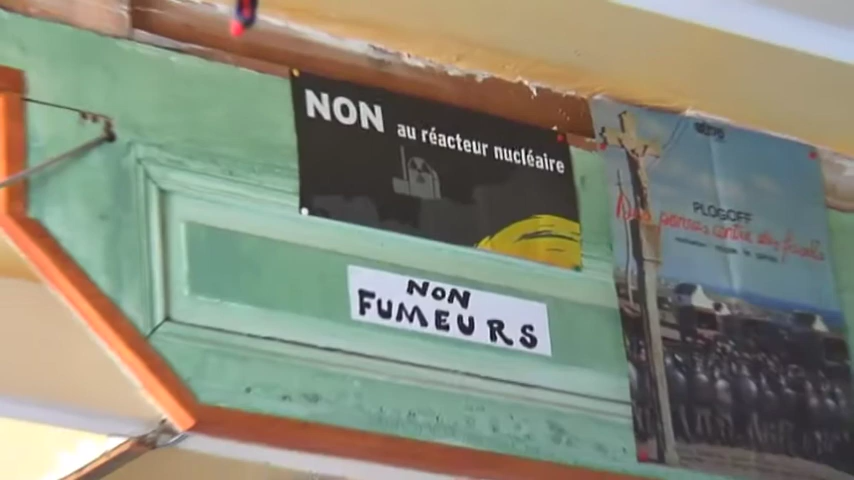 NON au réacteur nucléaire
NON
FUMEURS
PLOGOFF
Des pierres contre des fusils